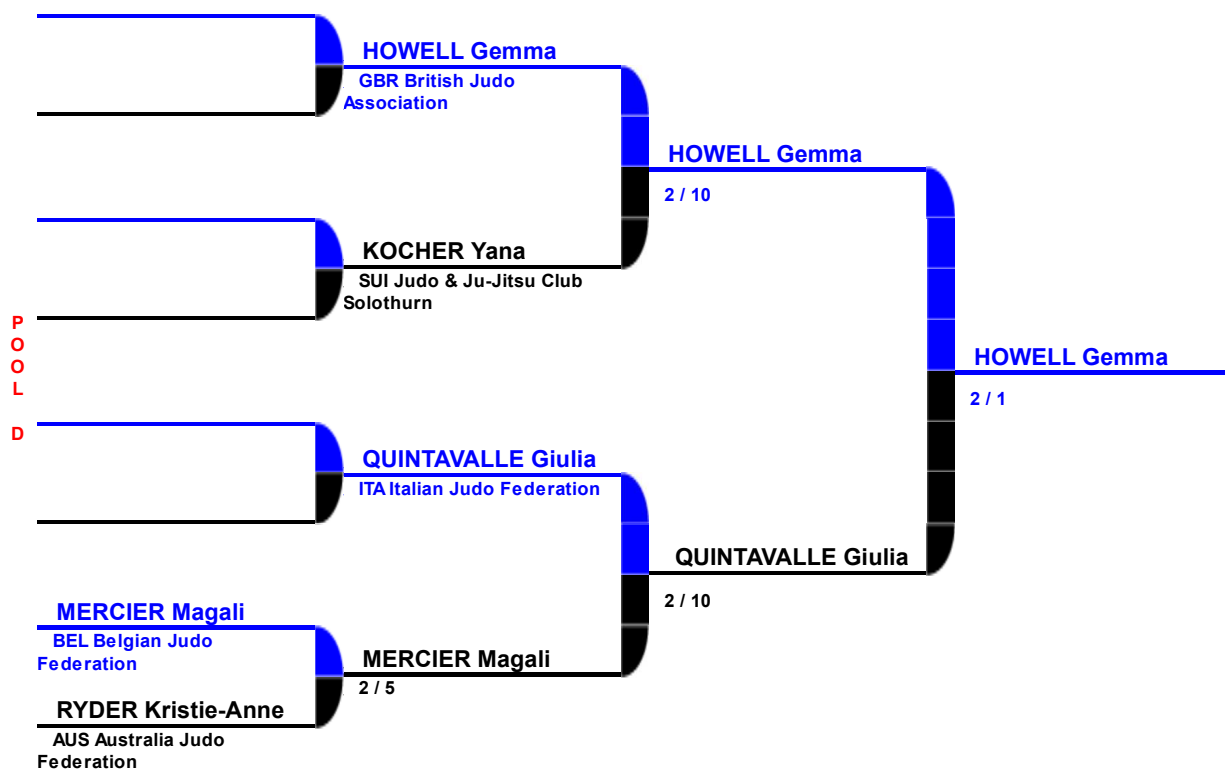 HOWELL Gemma
GBR British Judo
Association
HOWELL Gemma
2 / 10
KOCHER Yana
SUI Judo & Ju-Jitsu Club
Solothurn
POOL D
HOWELL Gemma
2 / 1
QUINTAVALLE Giulia
ITA Italian Judo Federation
QUINTAVALLE Giulia
2 / 10
MERCIER Magali
BEL Belgian Judo
Federation
MERCIER Magali
2 / 5
RYDER Kristie-Anne
AUS Australia Judo
Federation